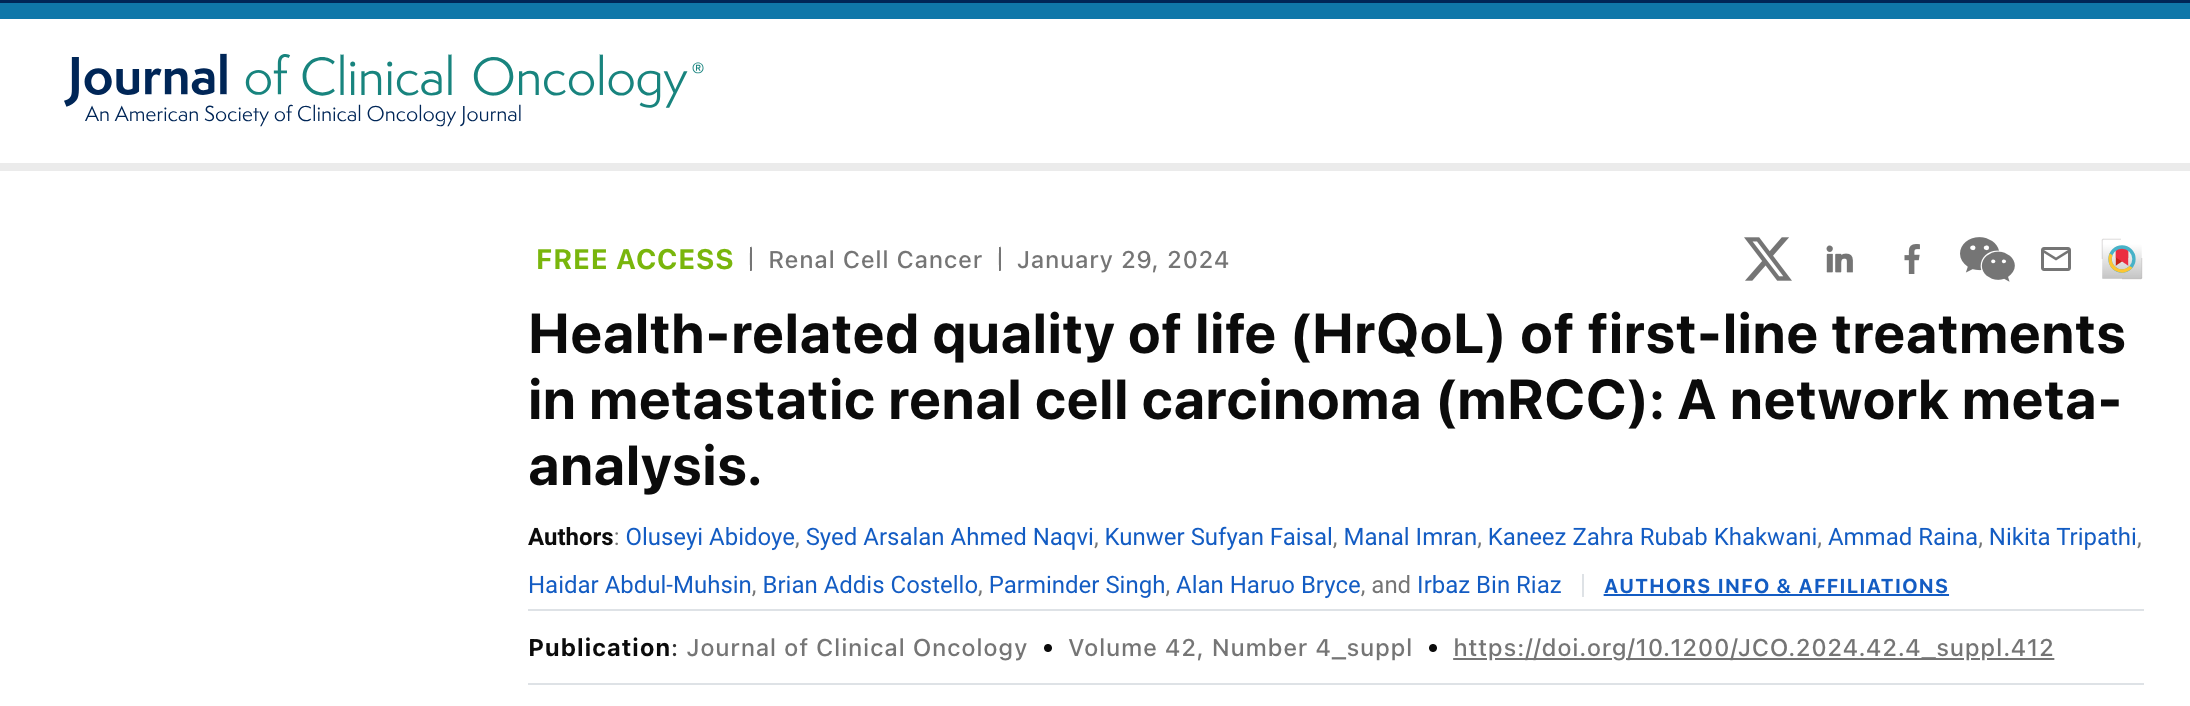 Journal of Clinical Oncology®
An American Society of Clinical Oncology Journal
FREE ACCESS | Renal Cell Cancer | January 29, 2024
Health-related quality of life (HrQoL) of first-line treatments
in metastatic renal cell carcinoma (mRCC): A network meta-
analysis.
Authors: Oluseyi Abidoye, Syed Arsalan Ahmed Naqvi, Kunwer Sufyan Faisal, Manal Imran, Kaneez Zahra Rubab Khakwani, Ammad Raina, Nikita Tripathi,
Haidar Abdul-Muhsin, Brian Addis Costello, Parminder Singh, Alan Haruo Bryce, and Irbaz Bin Riaz | AUTHORS INFO & AFFILIATIONS
Publication: Journal of Clinical Oncology • Volume 42, Number 4_suppl • https://doi.org/10.1200/JCO.2024.42.4_suppl.412